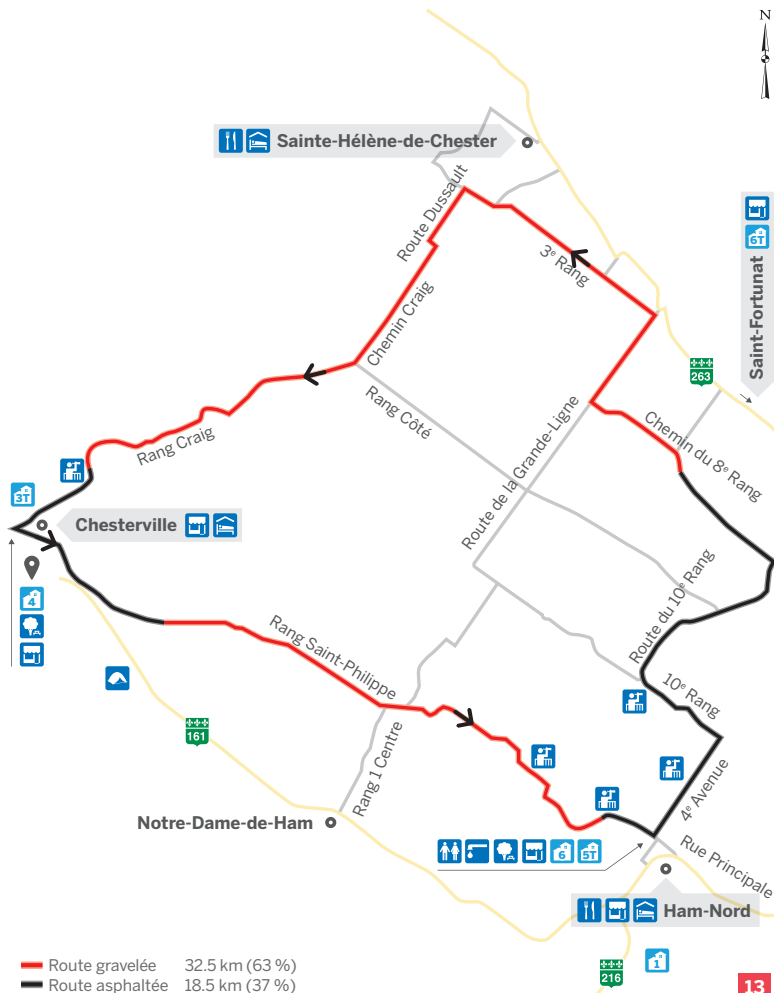 N
Sainte-Hélène-de-Chester
Route Dussault
3e Rang
6T
Saint-Fortunat
263
Chemin Craig
Rang Côté
Route de la Grande-Ligne
Chemin du 8e Rang
Rang Craig
3T
Chesterville
4
Rang Saint-Philippe
Route du 10e Rang
10e Rang
161
Rang 1 Centre
4e Avenue
Notre-Dame-de-Ham
Rue Principale
6
5T
Ham-Nord
1
216
Route gravelée 32.5 km (63 %)
Route asphaltée 18.5 km (37 %)
13